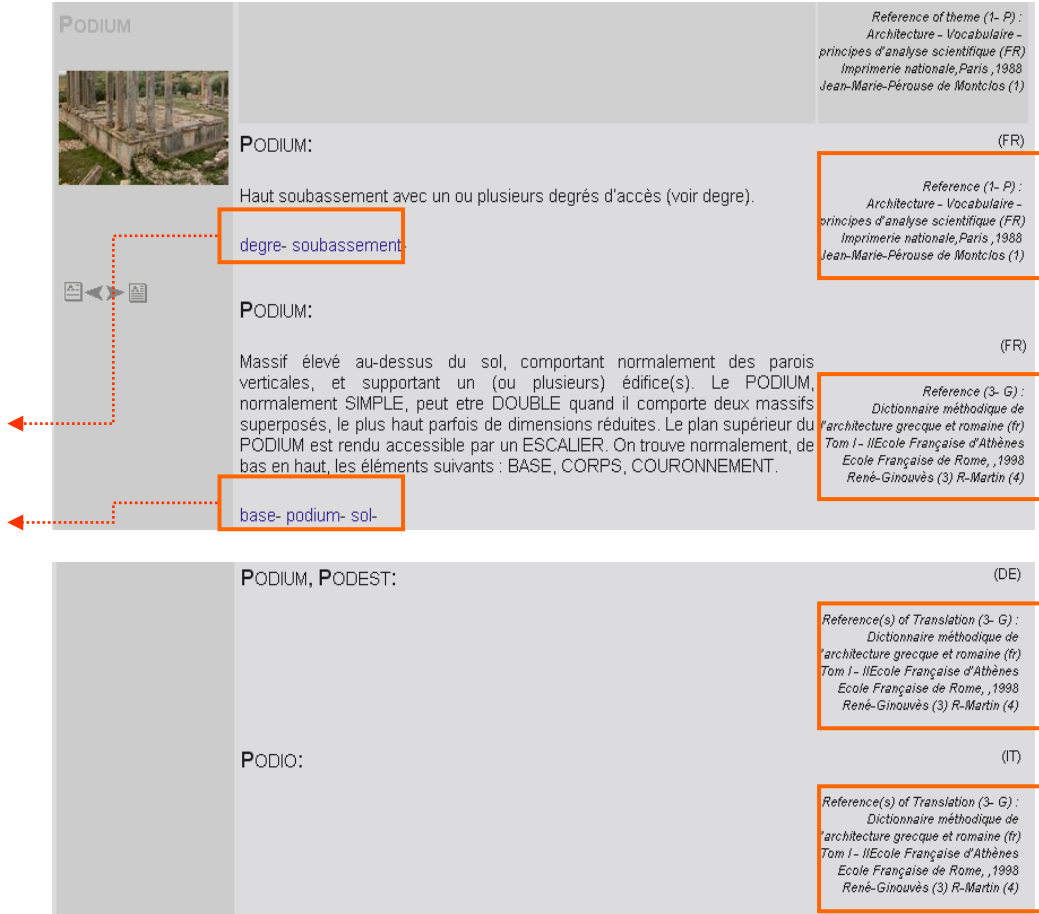 PODIUM
Reference of theme (1- P) :
Architecture - Vocabulaire -
principes d'analyse scientifique (FR)
Imprimerie nationale,Paris ,1988
Jean-Marie-Pérouse de Montclos (1)
PODIUM:
(FR)
Haut soubassement avec un ou plusieurs degrés d'accès (voir degre).
degre- soubassement-
Reference (1- P) :
Architecture - Vocabulaire -
principes d'analyse scientifique (FR)
Imprimerie nationale,Paris ,1988
Jean-Marie-Pérouse de Montclos (1)
PODIUM:
(FR)
Massif élevé au-dessus du sol, comportant normalement des parois
verticales, et supportant un (ou plusieurs) édifice(s). Le PODIUM,
normalement SIMPLE, peut etre DOUBLE quand il comporte deux massifs
superposés, le plus haut parfois de dimensions réduites. Le plan supérieur du
PODIUM est rendu accessible par un ESCALIER. On trouve normalement, de
bas en haut, les éléments suivants : BASE, CORPS, COURONNEMENT.
base- podium- sol-
Reference (3- G) :
Dictionnaire méthodique de
l'architecture grecque et romaine (fr)
Tom I - IIEcole Française d'Athènes
Ecole Française de Rome, ,1998
René-Ginouvès (3) R-Martin (4)
PODIUM, PODEST:
(DE)
Reference(s) of Translation (3- G) :
Dictionnaire méthodique de
l'architecture grecque et romaine (fr)
Tom I - IIEcole Française d'Athènes
Ecole Française de Rome, ,1998
René-Ginouvès (3) R-Martin (4)
PODIO:
(IT)
Reference(s) of Translation (3- G) :
Dictionnaire méthodique de
l'architecture grecque et romaine (fr)
Tom I - IIEcole Française d'Athènes
Ecole Française de Rome, ,1998
René-Ginouvès (3) R-Martin (4)